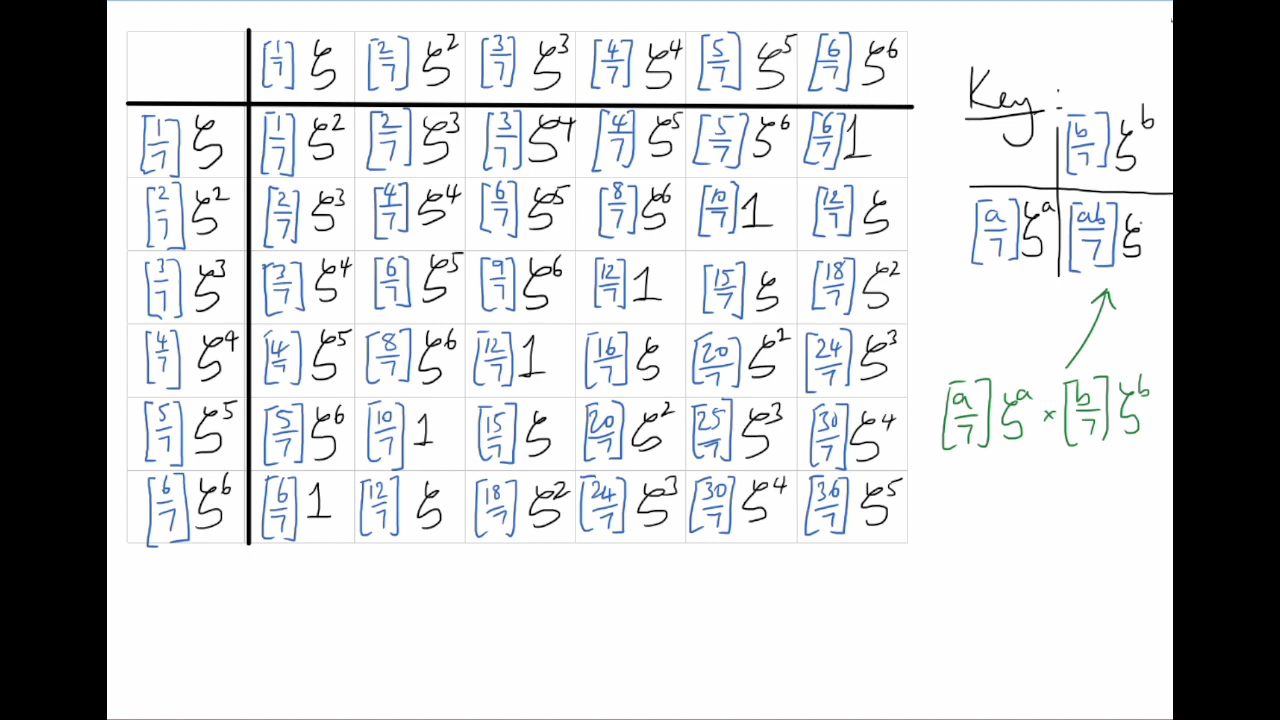 [1/7] ζ [2/7] ζ² [3/7] ζ³ [4/7] ζ⁴ [5/7] ζ⁵ [6/7] ζ⁶
[1/7] ζ [1/7] ζ² [2/7] ζ³ [3/7] ζ⁴ [4/7] ζ⁵ [5/7] ζ⁶ [6/7] 1
[2/7] ζ² [2/7] ζ³ [4/7] ζ⁴ [6/7] ζ⁵ [8/7] ζ⁶ [10/7] 1 [12/7] ζ
[3/7] ζ³ [3/7] ζ⁴ [6/7] ζ⁵ [9/7] ζ⁶ [12/7] 1 [15/7] ζ [18/7] ζ²
[4/7] ζ⁴ [4/7] ζ⁵ [8/7] ζ⁶ [12/7] 1 [16/7] ζ [20/7] ζ² [24/7] ζ³
[5/7] ζ⁵ [5/7] ζ⁶ [10/7] 1 [15/7] ζ [20/7] ζ² [25/7] ζ³ [30/7] ζ⁴
[6/7] ζ⁶ [6/7] 1 [12/7] ζ [18/7] ζ² [24/7] ζ³ [30/7] ζ⁴ [36/7] ζ⁵
Key:
[b/7] ζᵇ
[a/7] ζᵃ [ab/7] ζ
[a/7] ζᵃ × [b/7] ζᵇ